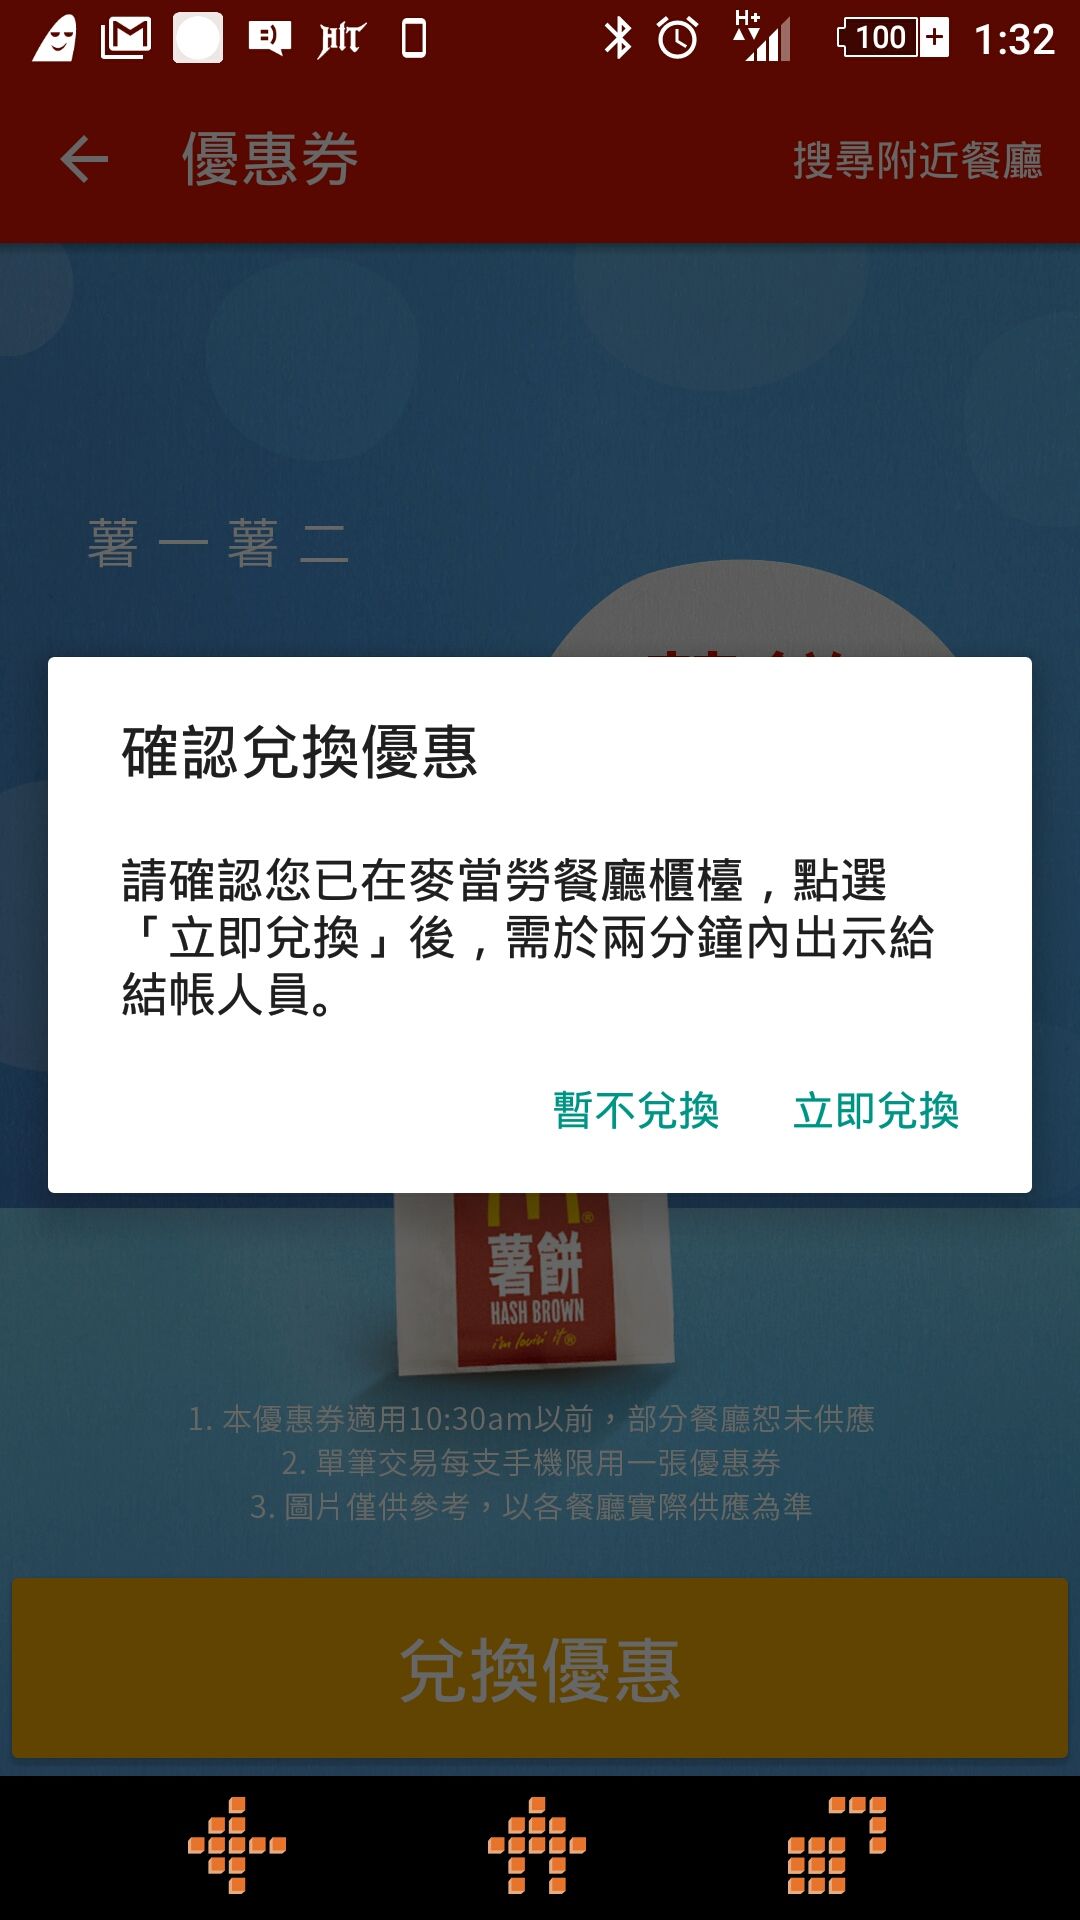 HIT
H+
100
1:32
優惠券
搜尋附近餐廳
薯一薯二
確認兌換優惠
請確認您已在麥當勞餐廳櫃檯，點選
「立即兌換」後，需於兩分鐘內出示給
結帳人員。
暫不兌換
立即兌換
薯餅
HASH BROWN
i'm lovin' it®
1. 本優惠券適用10:30am以前，部分餐廳恕未供應
2. 單筆交易每支手機限用一張優惠券
3. 圖片僅供參考，以各餐廳實際供應為準
兌換優惠